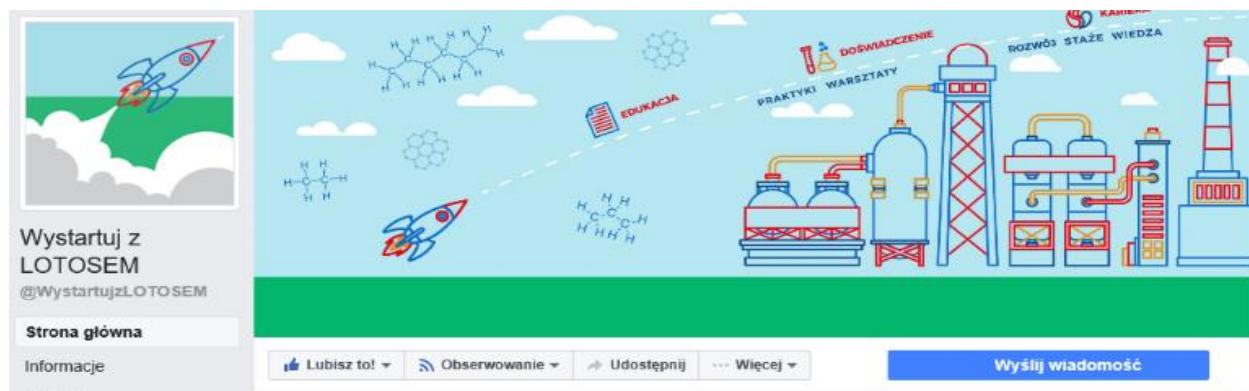 KARIERA
DOŚWIADCZENIE
ROZWÓJ STAŻE WIEDZA
PRAKTYKI WARSZTATY
EDUKACJA
H H H H H
C C C C C
H H H H H H
H H
H-C-C-H
H H
H H
C C C-H
H H H H
Wystartuj z
LOTOSEM
@WystartujzLOTOSEM
Strona główna
Informacje
Lubisz to!
Obserwowanie
Udostępnij
Więcej
Wyślij wiadomość